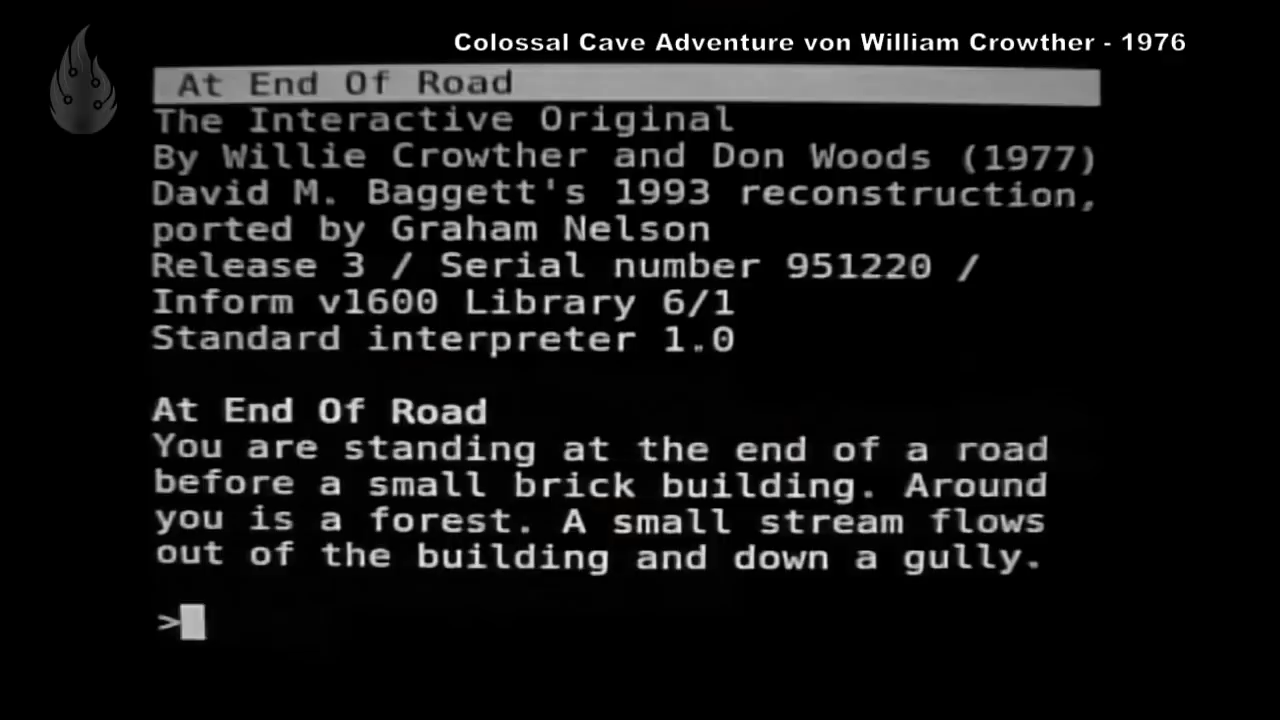 Colossal Cave Adventure von William Crowther - 1976
At End Of Road
The Interactive Original
By Willie Crowther and Don Woods (1977)
David M. Baggett's 1993 reconstruction,
ported by Graham Nelson
Release 3 / Serial number 951220 /
Inform v1600 Library 6/1
Standard interpreter 1.0
At End Of Road
You are standing at the end of a road
before a small brick building. Around
you is a forest. A small stream flows
out of the building and down a gully.
>